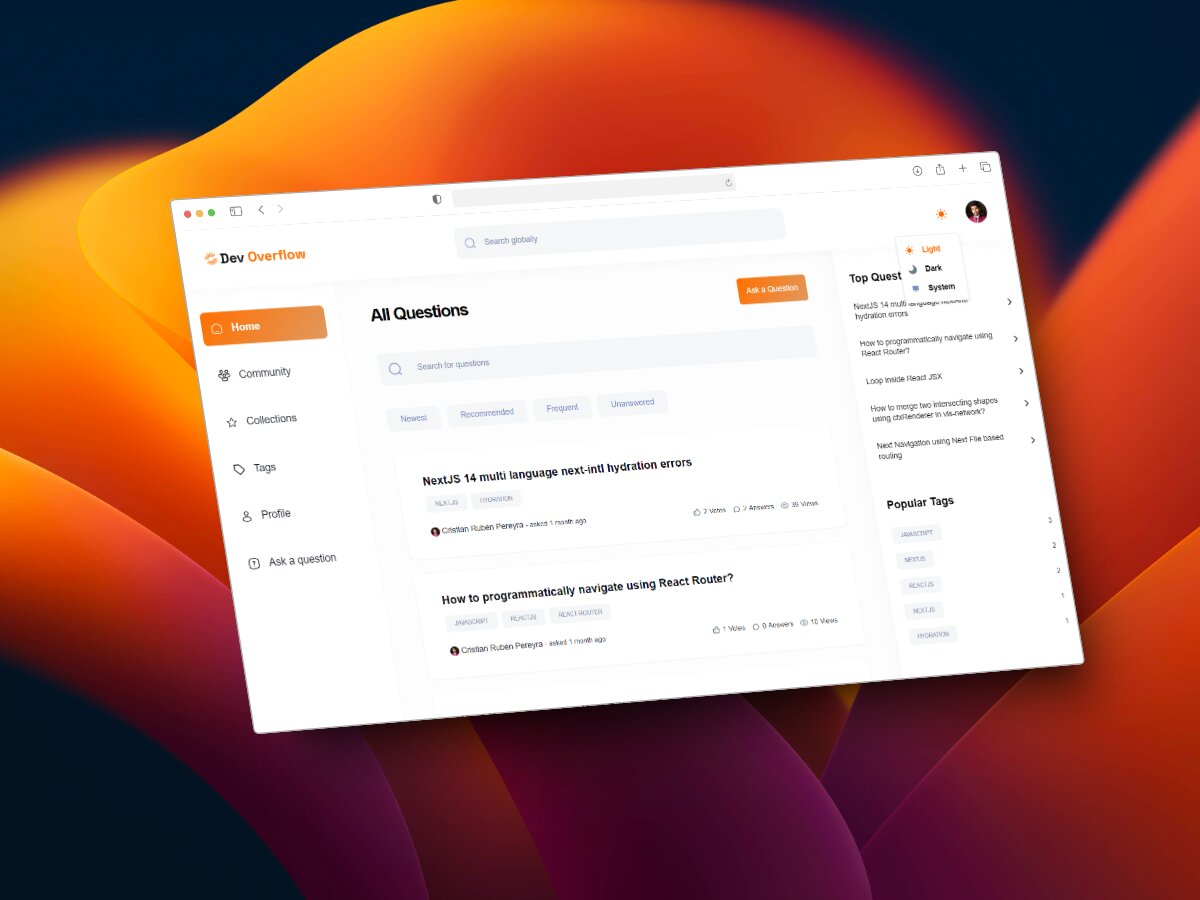 Dev Overflow
Search globally
Light
Dark
System
Home
Community
Collections
Tags
Profile
Ask a question
All Questions
Ask a Question
Search for questions
Newest
Recommended
Frequent
Unanswered
NextJS 14 multi language next-intl hydration errors
NEXTJS
HYDRATION
Cristian Rubén Pereyra - asked 1 month ago
2 Votes
2 Answers
39 Views
How to programmatically navigate using React Router?
JAVASCRIPT
REACTJS
REACT-ROUTER
Cristian Rubén Pereyra - asked 1 month ago
1 Votes
0 Answers
Views
Top Quest
NextJS 14 multi language next-intl
hydration errors
How to programmatically navigate using
React Router?
Loop inside React JSX
How to merge two intersecting shapes
using ctxRenderer in vis-network?
Next Navigation using Next File based
routing
Popular Tags
JAVASCRIPT
3
NEXTJS
2
REACTJS
2
NEXT.JS
1
HYDRATION
1